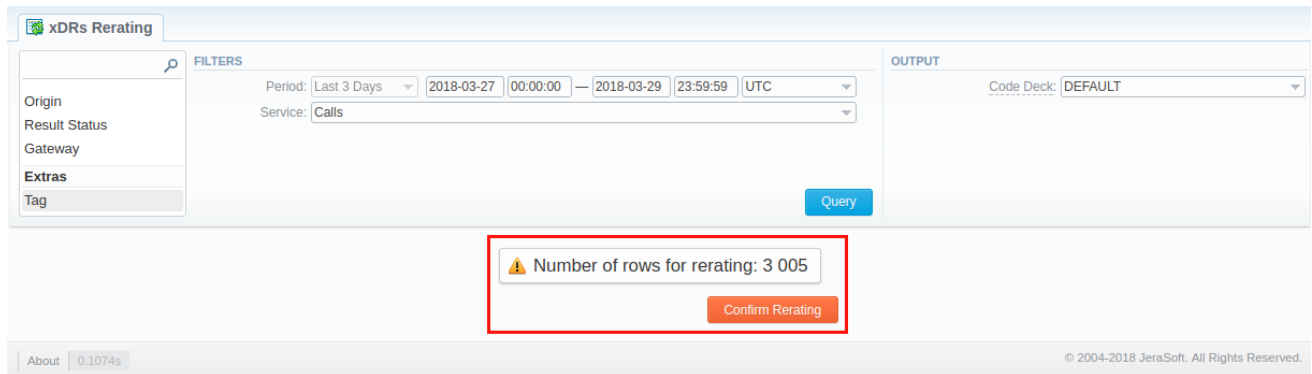 xDRs Rerating
Origin
Result Status
Gateway
Extras
Tag
FILTERS
Period: Last 3 Days 2018-03-27 00:00:00 — 2018-03-29 23:59:59 UTC
Service: Calls
Query
OUTPUT
Code Deck: DEFAULT
Number of rows for rerating: 3 005
Confirm Rerating
About 0.1074s
© 2004-2018 JeraSoft. All Rights Reserved.